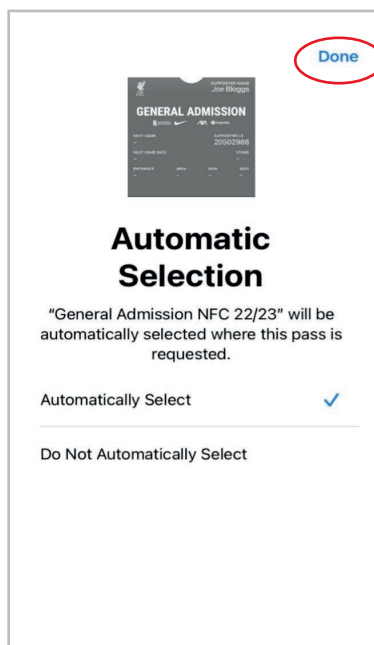 Done
SUPPORTER NAME
Joe Bloggs
GENERAL ADMISSION
AXA
NEXT GAME
-
SUPPORTER I.D
20502988
NEXT GAME DATE
-
STAND
-
ENTRANCE AREA ROW SEAT
- - - -
Automatic
Selection
“General Admission NFC 22/23” will be
automatically selected where this pass is
requested.
Automatically Select
Do Not Automatically Select